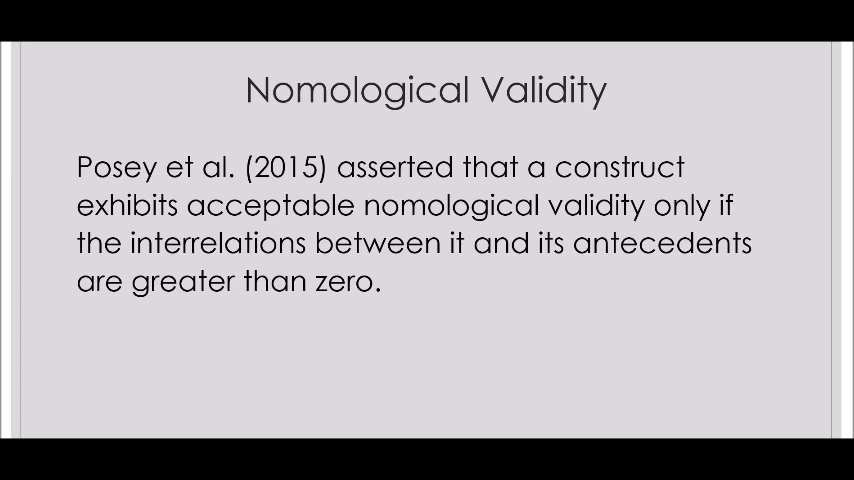 Nomological Validity
Posey et al. (2015) asserted that a construct
exhibits acceptable nomological validity only if
the interrelations between it and its antecedents
are greater than zero.